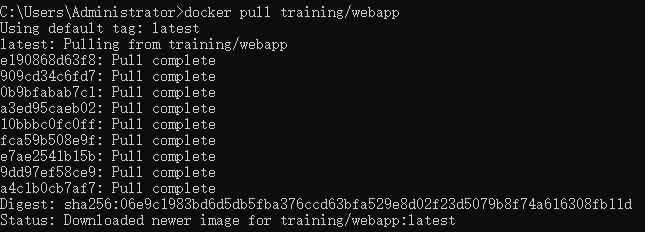 C:\Users\Administrator>docker pull training/webapp
Using default tag: latest
latest: Pulling from training/webapp
e190868d63f8: Pull complete
909cd34c6fd7: Pull complete
0b9bfabab7c1: Pull complete
a3ed95caeb02: Pull complete
10bbbc0fc0ff: Pull complete
fca59b508e9f: Pull complete
e7ae2541b15b: Pull complete
9dd97ef58ce9: Pull complete
a4c1b0cb7af7: Pull complete
Digest: sha256:06e9c1983bd6d5db5fba376ccd63bfa529e8d02f23d5079b8f74a616308fb11d
Status: Downloaded newer image for training/webapp:latest